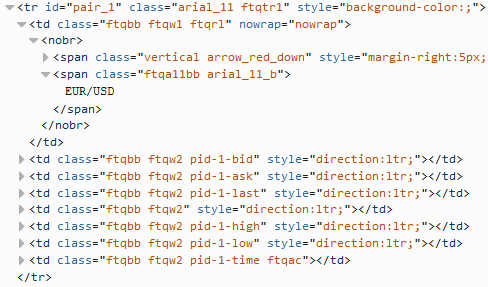 <tr id="pair_1" class="arial_11 ftqtr1" style="background-color:;">
<td class="ftqbb ftqw1 ftqrl" nowrap="nowrap">
<nobr>
<span class="vertical arrow_red_down" style="margin-right:5px;
<span class="ftqa11bb arial_11_b">
EUR/USD
</span>
</nobr>
</td>
<td class="ftqbb ftqw2 pid-1-bid" style="direction:ltr;"></td>
<td class="ftqbb ftqw2 pid-1-ask" style="direction:ltr;"></td>
<td class="ftqbb ftqw2 pid-1-last" style="direction:ltr;"></td>
<td class="ftqbb ftqw2" style="direction:ltr;"></td>
<td class="ftqbb ftqw2 pid-1-high" style="direction:ltr;"></td>
<td class="ftqbb ftqw2 pid-1-low" style="direction:ltr;"></td>
<td class="ftqbb ftqw2 pid-1-time ftqac"></td>
</tr>